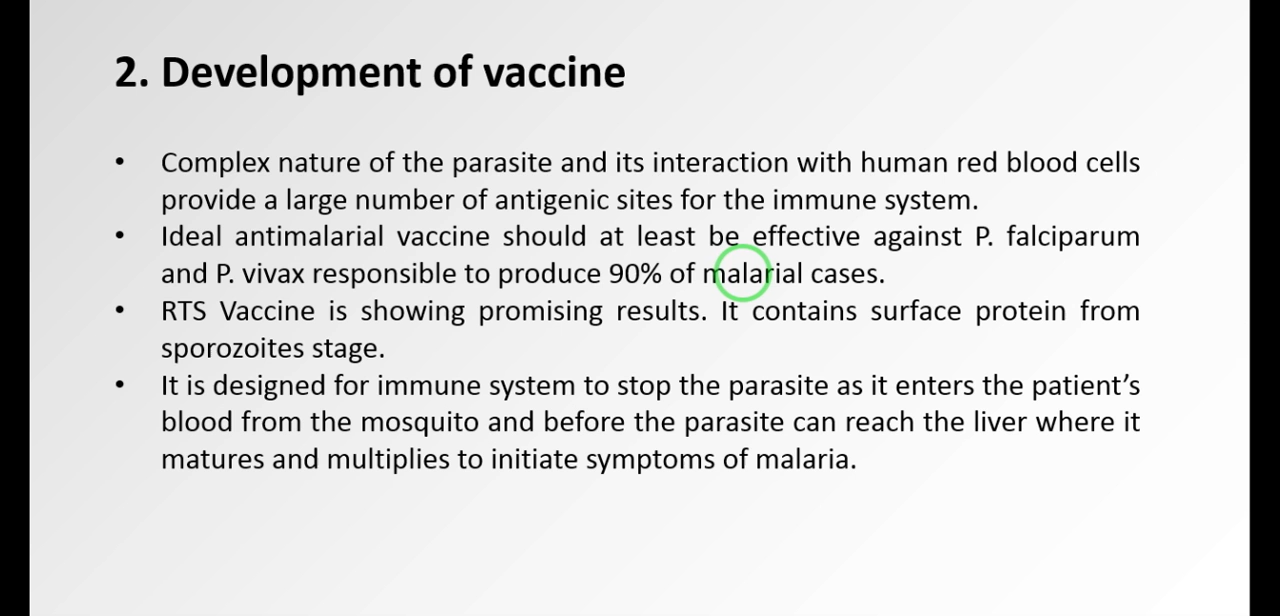 2. Development of vaccine
• Complex nature of the parasite and its interaction with human red blood cells
provide a large number of antigenic sites for the immune system.
• Ideal antimalarial vaccine should at least be effective against P. falciparum
and P. vivax responsible to produce 90% of malarial cases.
• RTS Vaccine is showing promising results. It contains surface protein from
sporozoites stage.
• It is designed for immune system to stop the parasite as it enters the patient’s
blood from the mosquito and before the parasite can reach the liver where it
matures and multiplies to initiate symptoms of malaria.